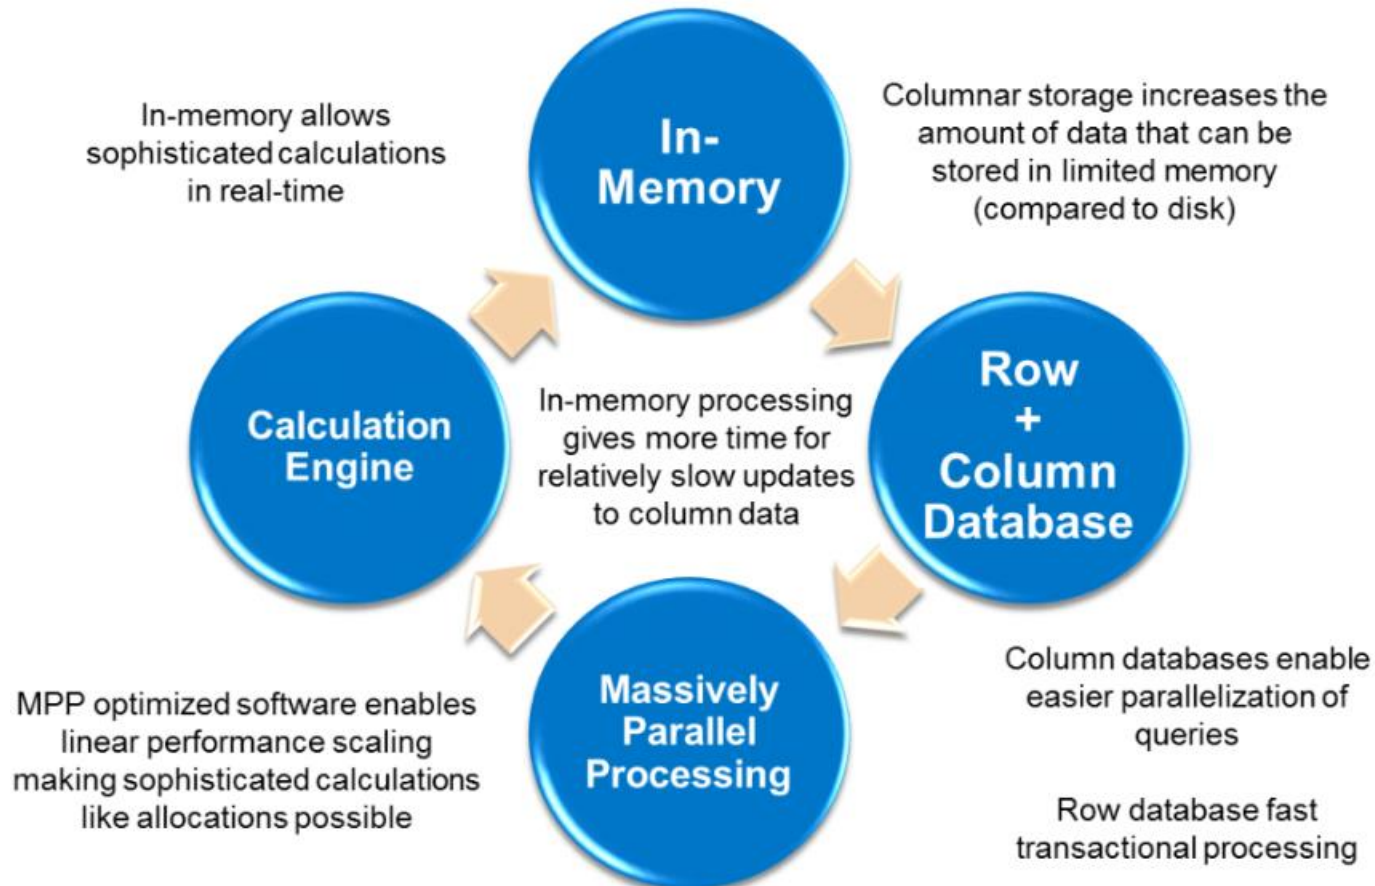 In-memory allows
sophisticated calculations
in real-time
In-
Memory
Columnar storage increases the
amount of data that can be
stored in limited memory
(compared to disk)
Calculation
Engine
In-memory processing
gives more time for
relatively slow updates
to column data
Row
+
Column
Database
MPP optimized software enables
linear performance scaling
making sophisticated calculations
like allocations possible
Massively
Parallel
Processing
Column databases enable
easier parallelization of
queries
Row database fast
transactional processing